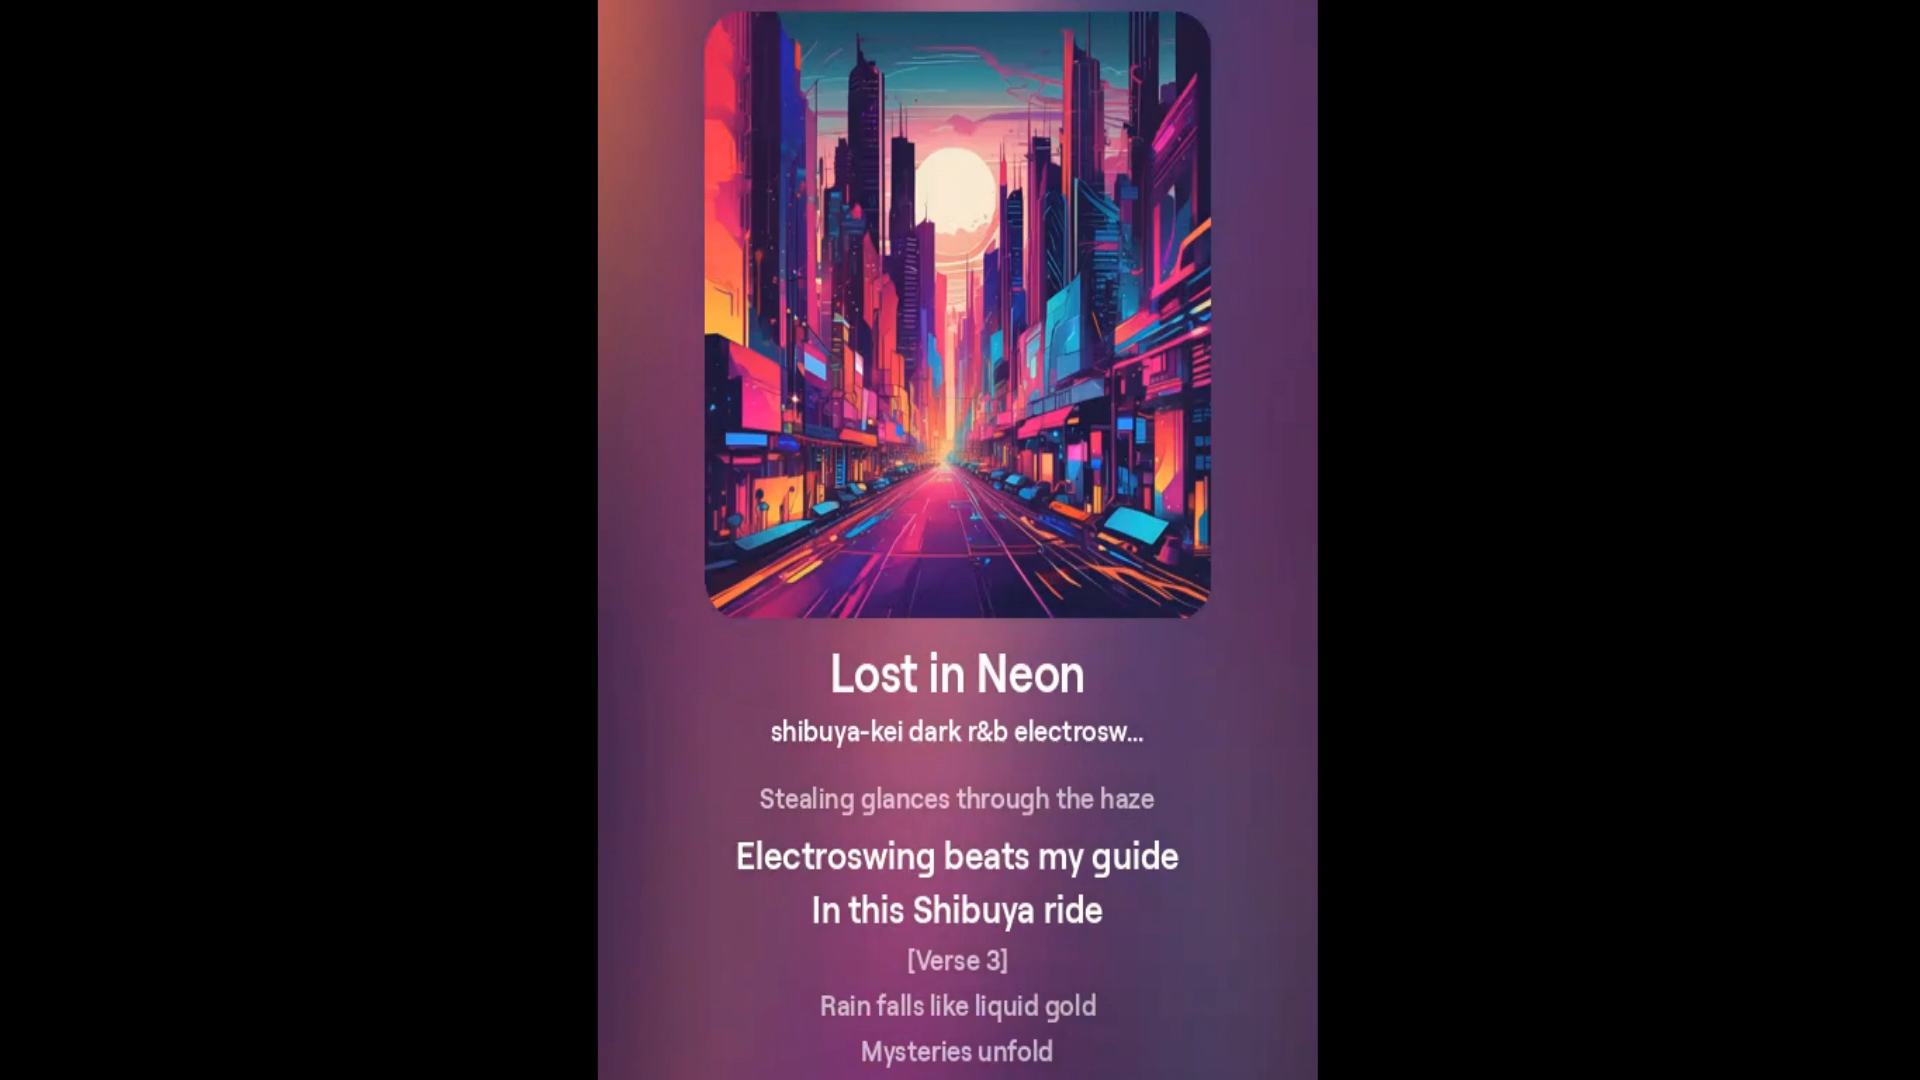 Lost in Neon
shibuya-kei dark r&b electrosw...
Stealing glances through the haze
Electroswing beats my guide
In this Shibuya ride
[Verse 3]
Rain falls like liquid gold
Mysteries unfold